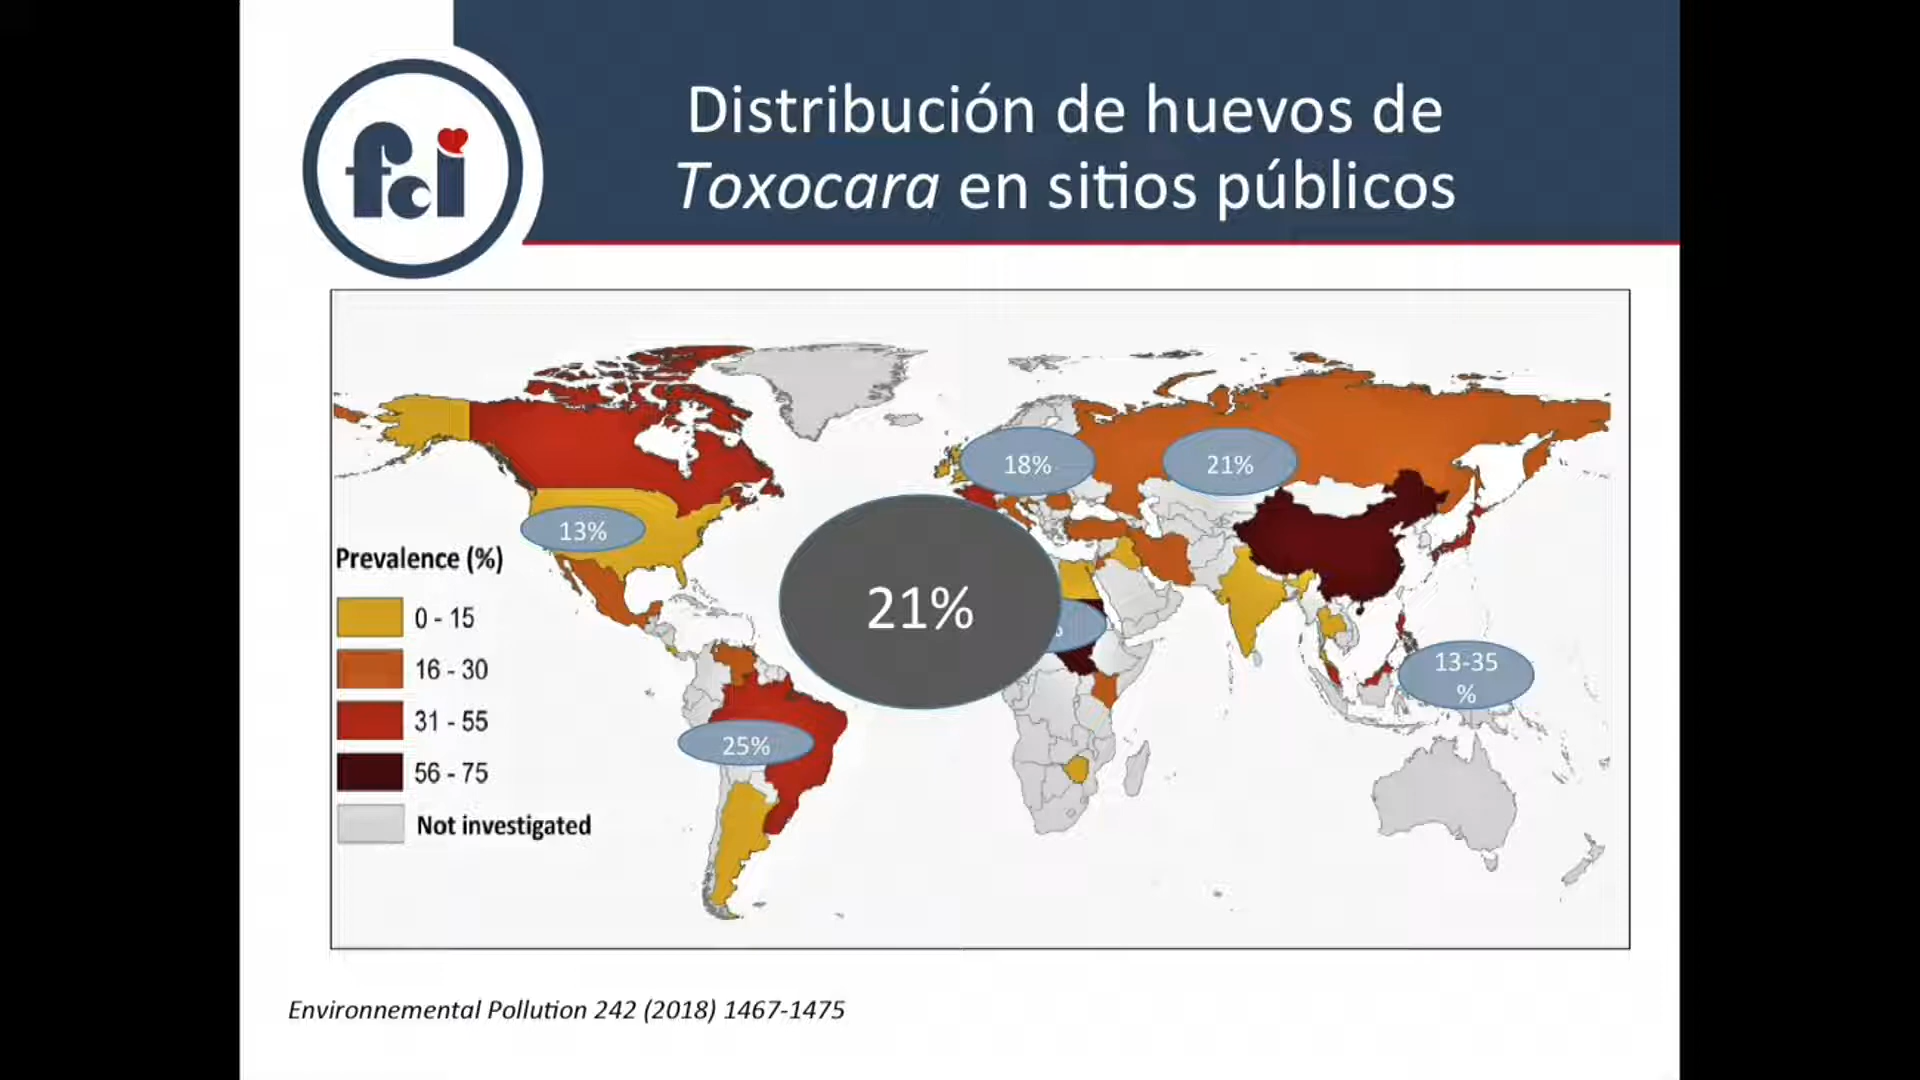 fci
Distribución de huevos de
Toxocara en sitios públicos
18%
21%
13%
21%
%
13-35
%
25%
Prevalence (%)
0 - 15
16 - 30
31 - 55
56 - 75
Not investigated
Environnemental Pollution 242 (2018) 1467-1475